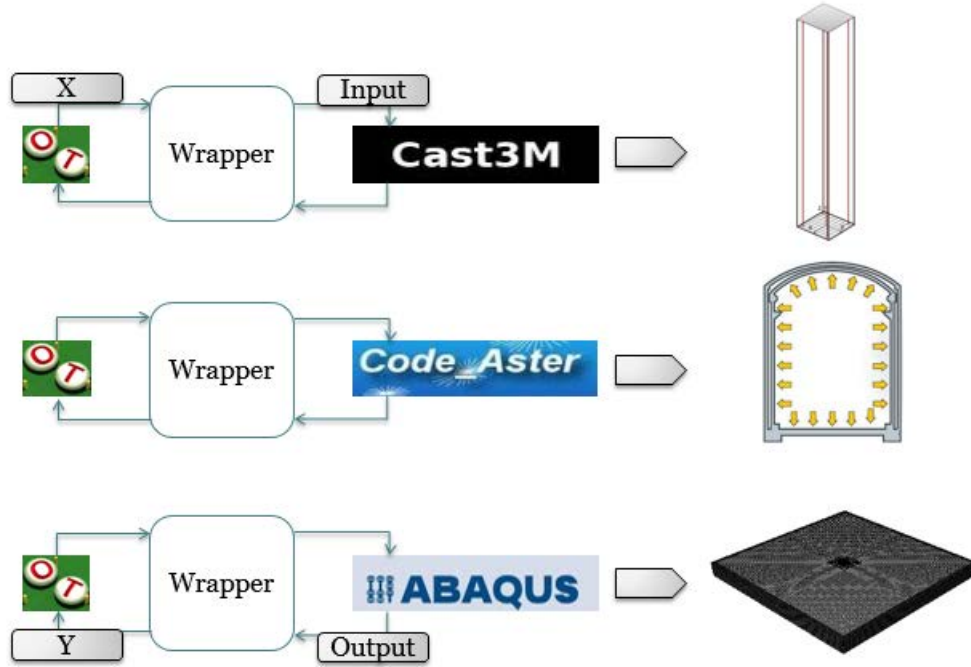 X
Input
O
T
Wrapper
Cast3M
O
T
Wrapper
Code_Aster
O
T
Wrapper
ABAQUS
Y
Output